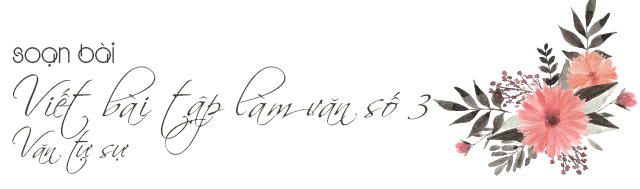 soạn bài
Viết bài tập làm văn số 3
Văn tự sự